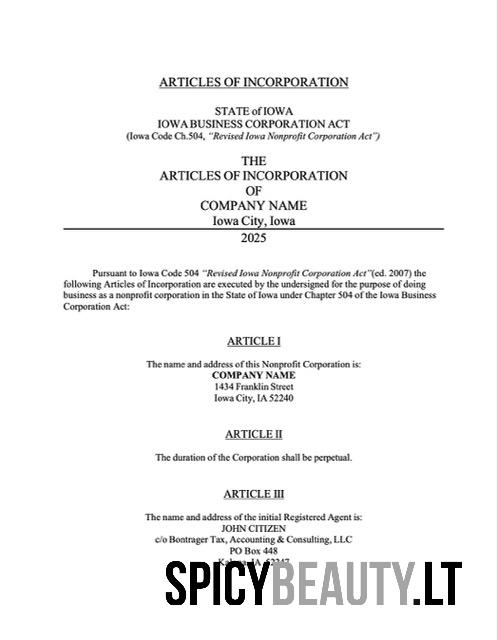 ARTICLES OF INCORPORATION
STATE of IOWA
IOWA BUSINESS CORPORATION ACT
(Iowa Code Ch.504, “Revised Iowa Nonprofit Corporation Act”)
THE
ARTICLES OF INCORPORATION
OF
COMPANY NAME
Iowa City, Iowa
2025
Pursuant to Iowa Code 504 “Revised Iowa Nonprofit Corporation Act”(ed. 2007) the
following Articles of Incorporation are executed by the undersigned for the purpose of doing
business as a nonprofit corporation in the State of Iowa under Chapter 504 of the Iowa Business
Corporation Act:
ARTICLE I
The name and address of this Nonprofit Corporation is:
COMPANY NAME
1434 Franklin Street
Iowa City, IA 52240
ARTICLE II
The duration of the Corporation shall be perpetual.
ARTICLE III
The name and address of the initial Registered Agent is:
JOHN CITIZEN
c/o Bontrager Tax, Accounting & Consulting, LLC
PO Box 448
SPICYBEAUTY.LT